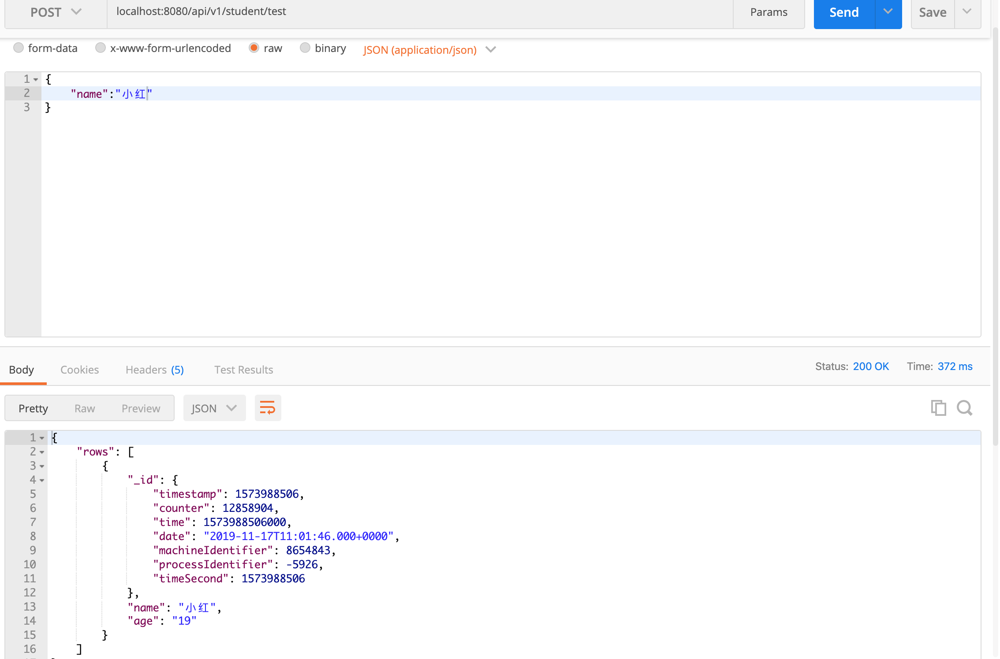 POST localhost:8080/api/v1/student/test Params Send Save
form-data x-www-form-urlencoded raw binary JSON (application/json)
1 {
2 "name":"小红"
3 }
Body Cookies Headers (5) Test Results Status: 200 OK Time: 372 ms
Pretty Raw Preview JSON
1 {
2 "rows": [
3 {
4 "_id": {
5 "timestamp": 1573988506,
6 "counter": 12858904,
7 "time": 1573988506000,
8 "date": "2019-11-17T11:01:46.000+0000",
9 "machineIdentifier": 8654843,
10 "processIdentifier": -5926,
11 "timeSecond": 1573988506
12 },
13 "name": "小红",
14 "age": "19"
15 }
16 ]